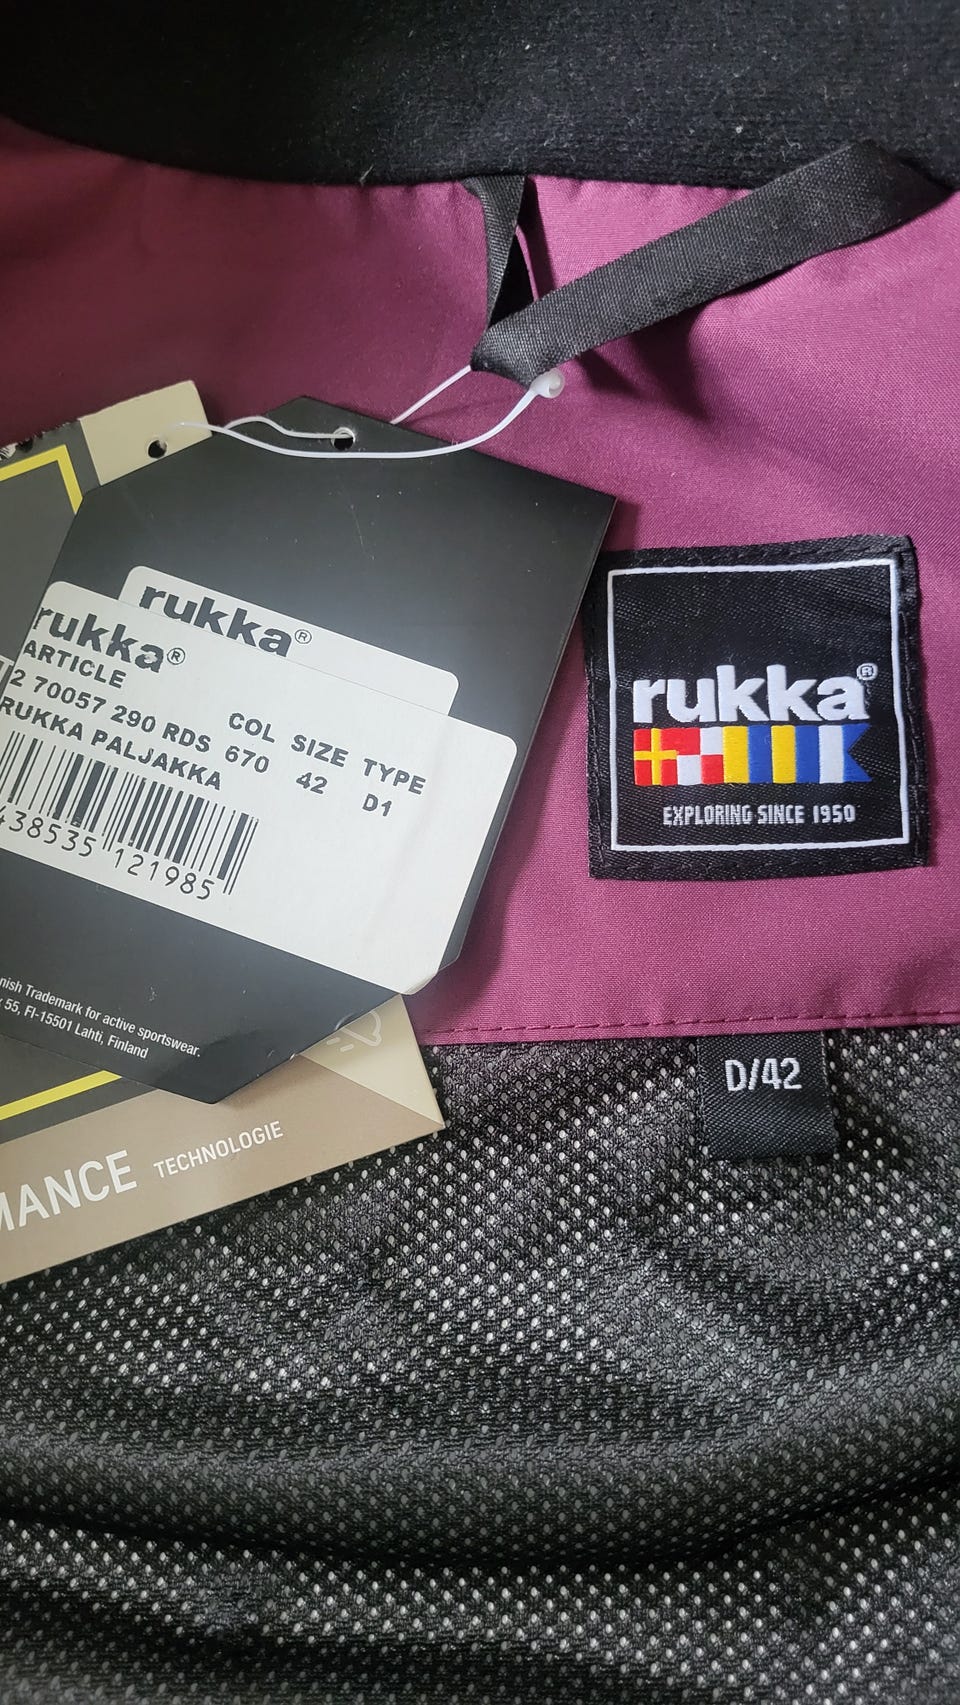 rukka®
rukka®
ARTICLE COL SIZE TYPE
2 70057 290 RDS 670 42 D1
RUKKA PALJAKKA
438535 121985
nish Trademark for active sportswear.
55, FI-15501 Lahti, Finland
MANCE TECHNOLOGIE
rukka®
EXPLORING SINCE 1950
D/42